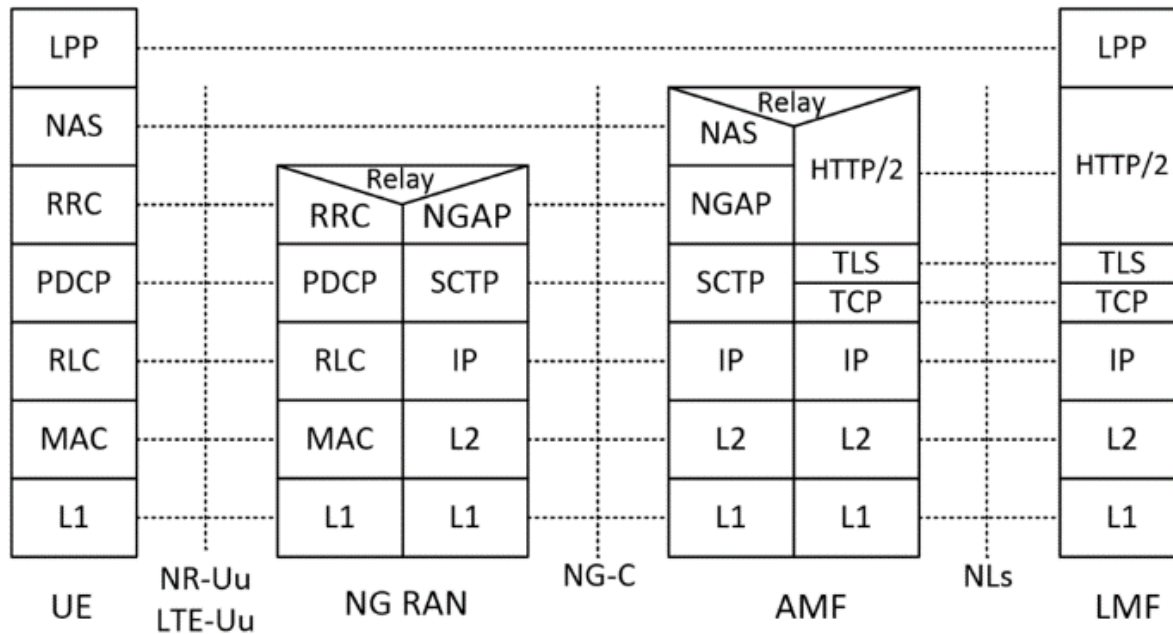 LPP
LPP
Relay
NAS
NAS
HTTP/2
HTTP/2
Relay
RRC
RRC
NGAP
NGAP
PDCP
PDCP
SCTP
SCTP
TLS
TLS
TCP
TCP
RLC
RLC
IP
IP
IP
IP
MAC
MAC
L2
L2
L2
L2
L1
L1
L1
L1
L1
L1
NR-Uu
LTE-Uu
NG-C
NLs
UE
NG RAN
AMF
LMF